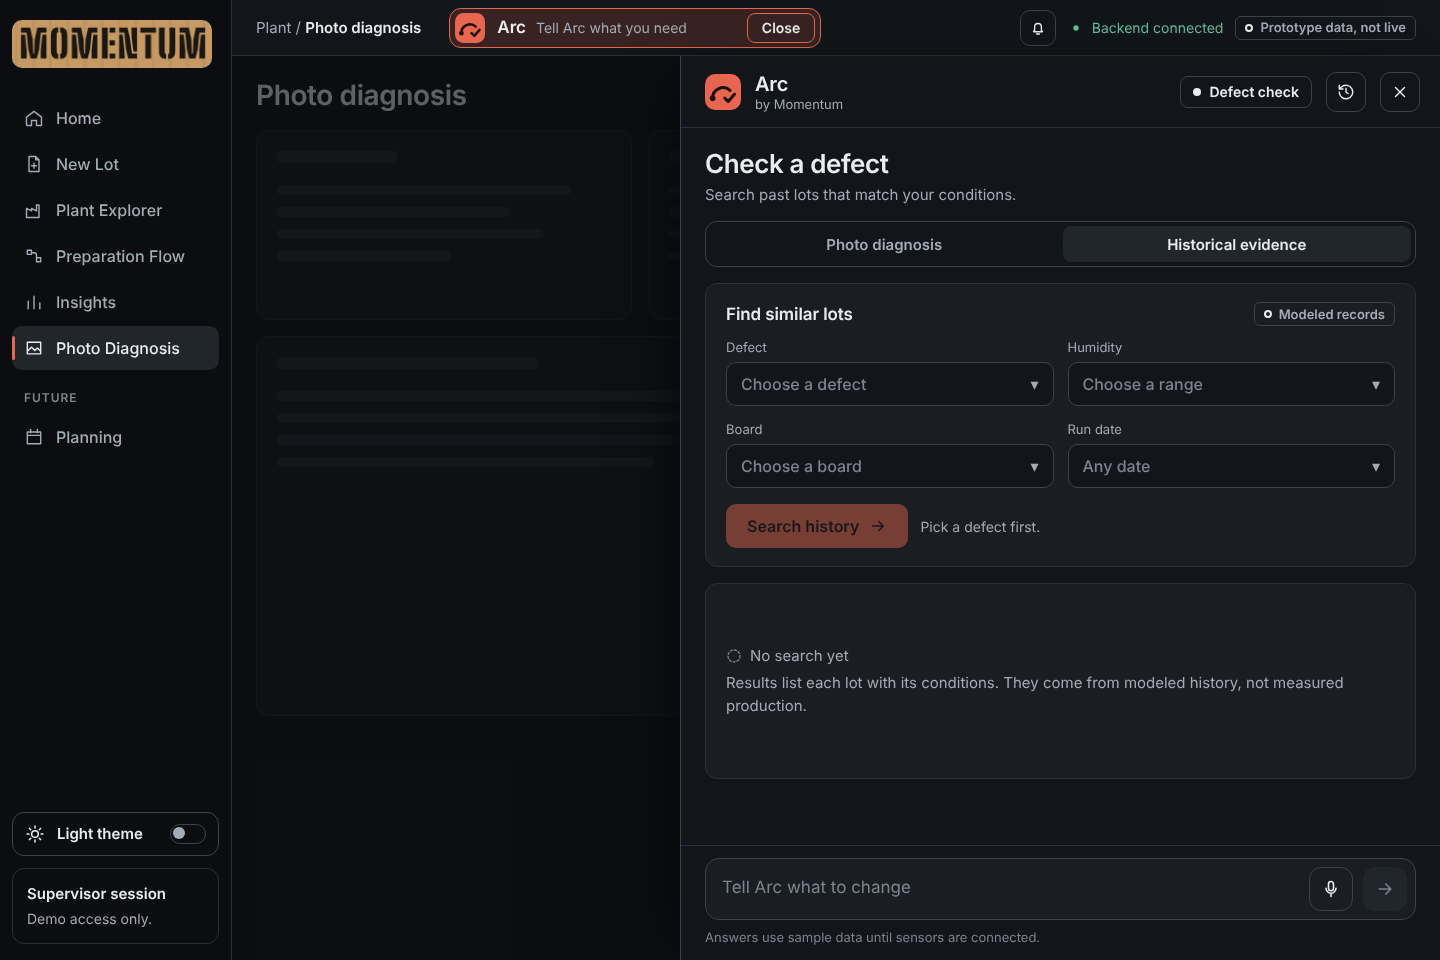 MOMENTUM
Home
New Lot
Plant Explorer
Preparation Flow
Insights
Photo Diagnosis
FUTURE
Planning
Light theme
Supervisor session
Demo access only.
Plant / Photo diagnosis
Arc Tell Arc what you need Close
Backend connected
Prototype data, not live
Photo diagnosis
Arc
by Momentum
Defect check
Check a defect
Search past lots that match your conditions.
Photo diagnosis
Historical evidence
Find similar lots
Modeled records
Defect
Humidity
Choose a defect
Choose a range
Board
Run date
Choose a board
Any date
Search history
Pick a defect first.
No search yet
Results list each lot with its conditions. They come from modeled history, not measured
production.
Tell Arc what to change
Answers use sample data until sensors are connected.